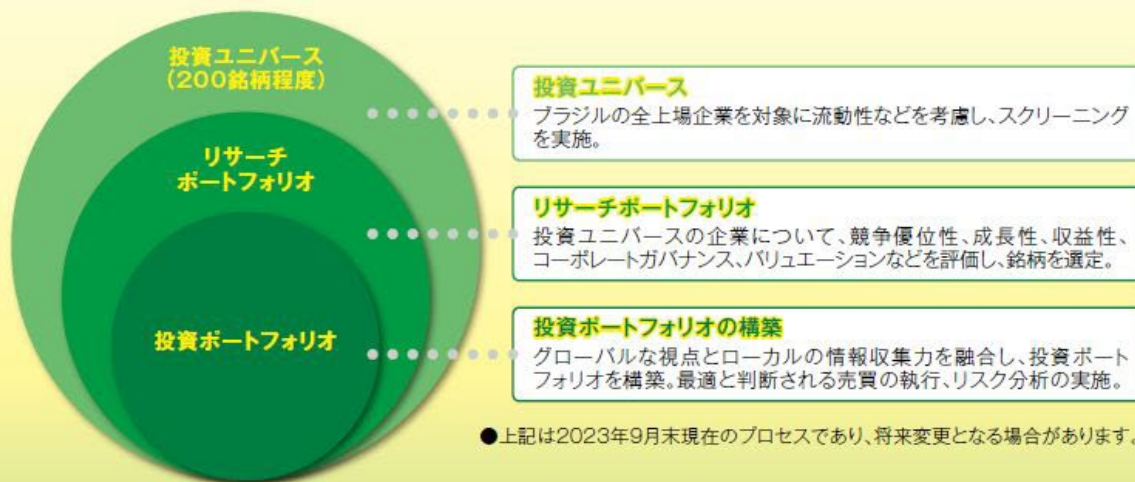 投資ユニバース
(200銘柄程度)
リサーチ
ポートフォリオ
投資ポートフォリオ
投資ユニバース
ブラジルの全上場企業を対象に流動性などを考慮し、スクリーニング
を実施。
リサーチポートフォリオ
投資ユニバースの企業について、競争優位性、成長性、収益性、
コーポレートガバナンス、バリュエーションなどを評価し、銘柄を選定。
投資ポートフォリオの構築
グローバルな視点とローカルの情報収集力を融合し、投資ポート
フォリオを構築。最適と判断される売買の執行、リスク分析の実施。
●上記は2023年9月末現在のプロセスであり、将来変更となる場合があります。